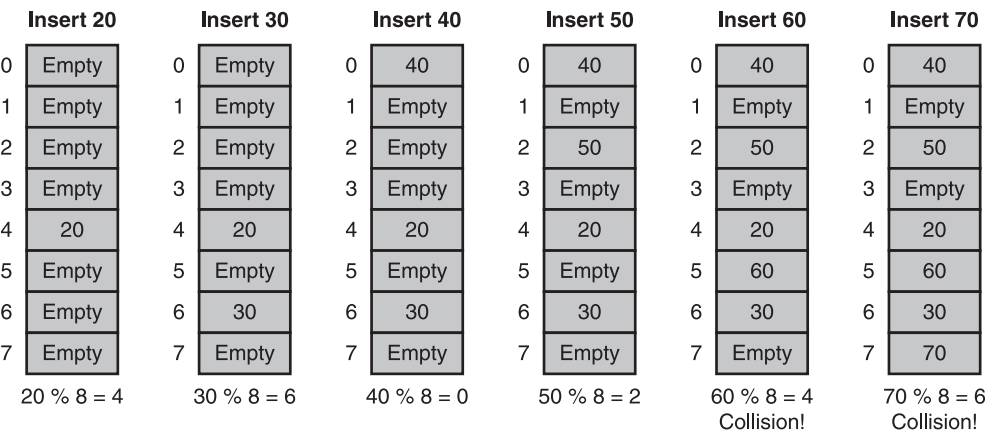 Insert 20 Insert 30 Insert 40 Insert 50 Insert 60 Insert 70
0 Empty 0 Empty 0 40 0 40 0 40 0 40
1 Empty 1 Empty 1 Empty 1 Empty 1 Empty 1 Empty
2 Empty 2 Empty 2 Empty 2 50 2 50 2 50
3 Empty 3 Empty 3 Empty 3 Empty 3 Empty 3 Empty
4 20 4 20 4 20 4 20 4 20 4 20
5 Empty 5 Empty 5 Empty 5 Empty 5 60 5 60
6 Empty 6 30 6 30 6 30 6 30 6 30
7 Empty 7 Empty 7 Empty 7 Empty 7 Empty 7 70
20 % 8 = 4 30 % 8 = 6 40 % 8 = 0 50 % 8 = 2 60 % 8 = 4 70 % 8 = 6
Collision! Collision!